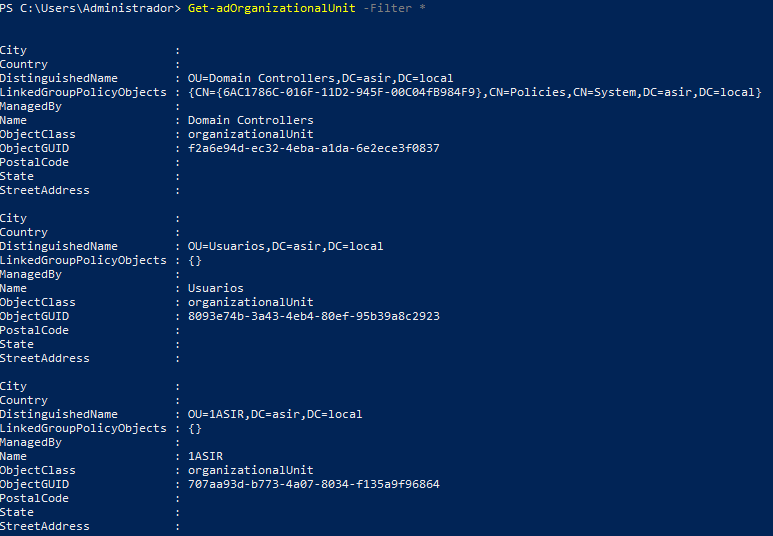 PS C:\Users\Administrador> Get-adOrganizationalUnit -Filter *
City :
Country :
DistinguishedName : OU=Domain Controllers,DC=asir,DC=local
LinkedGroupPolicyObjects : {CN={6AC1786C-016F-11D2-945F-00C04fB984F9},CN=Policies,CN=System,DC=asir,DC=local}
ManagedBy :
Name : Domain Controllers
ObjectClass : organizationalUnit
ObjectGUID : f2a6e94d-ec32-4eba-a1da-6e2ece3f0837
PostalCode :
State :
StreetAddress :
City :
Country :
DistinguishedName : OU=Usuarios,DC=asir,DC=local
LinkedGroupPolicyObjects : {}
ManagedBy :
Name : Usuarios
ObjectClass : organizationalUnit
ObjectGUID : 8093e74b-3a43-4eb4-80ef-95b39a8c2923
PostalCode :
State :
StreetAddress :
City :
Country :
DistinguishedName : OU=1ASIR,DC=asir,DC=local
LinkedGroupPolicyObjects : {}
ManagedBy :
Name : 1ASIR
ObjectClass : organizationalUnit
ObjectGUID : 707aa93d-b773-4a07-8034-f135a9f96864
PostalCode :
State :
StreetAddress :